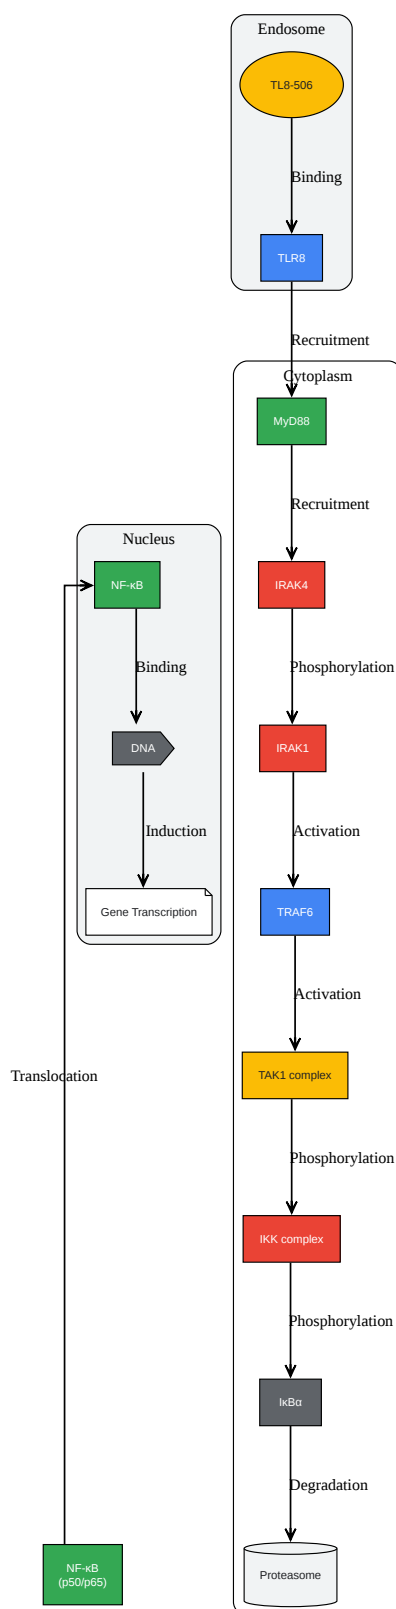 Endosome
TL8-506
Binding
TLR8
Recruitment
Cytoplasm
MyD88
Recruitment
Nucleus
NF-κB
IRAK4
Binding
Phosphorylation
DNA
IRAK1
Induction
Activation
Gene Transcription
TRAF6
Activation
Translocation
TAK1 complex
Phosphorylation
IKK complex
Phosphorylation
IκBα
Degradation
NF-κB
(p50/p65)
Proteasome